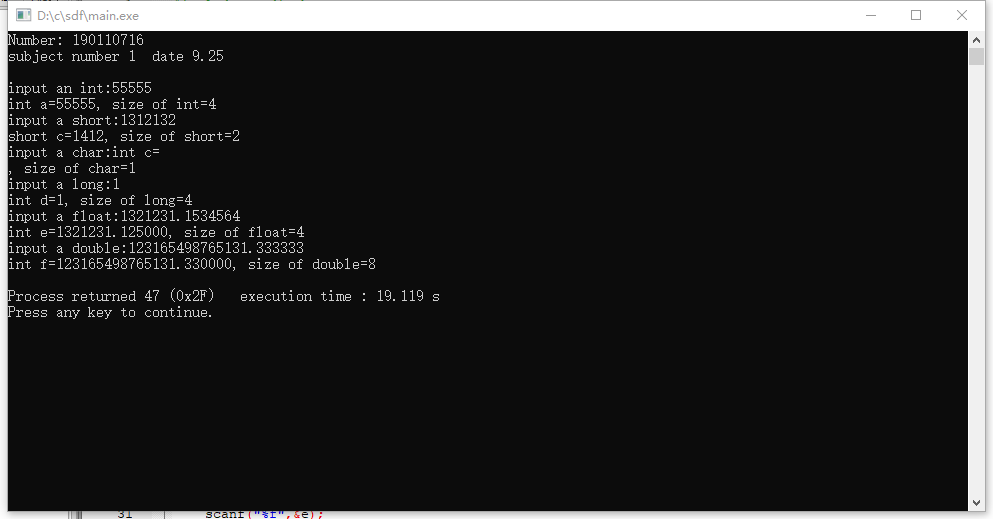 D:\c\sdf\main.exe
Number: 190110716
subject number 1  date 9.25
input an int:55555
int a=55555, size of int=4
input a short:1312132
short c=1412, size of short=2
input a char:int c=
, size of char=1
input a long:1
int d=1, size of long=4
input a float:1321231.1534564
int e=1321231.125000, size of float=4
input a double:123165498765131.333333
int f=123165498765131.330000, size of double=8
Process returned 47 (0x2F)   execution time : 19.119 s
Press any key to continue.
31 scanf("%f",&e);